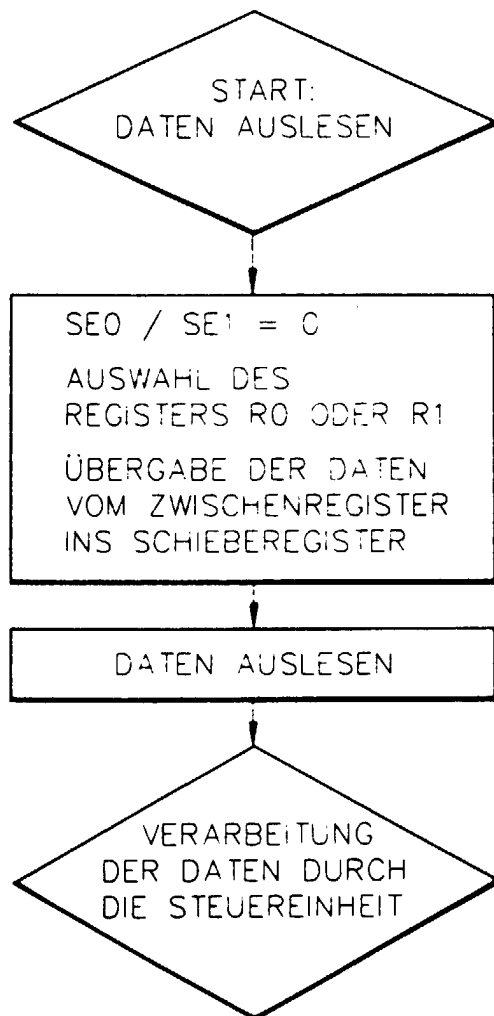 START:
DATEN AUSLESEN
SE0 / SE1 = 0
AUSWAHL DES
REGISTERS R0 ODER R1
ÜBERGABE DER DATEN
VOM ZWISCHENREGISTER
INS SCHIEBEREGISTER
DATEN AUSLESEN
VERARBEITUNG
DER DATEN DURCH
DIE STEUEREINHEIT